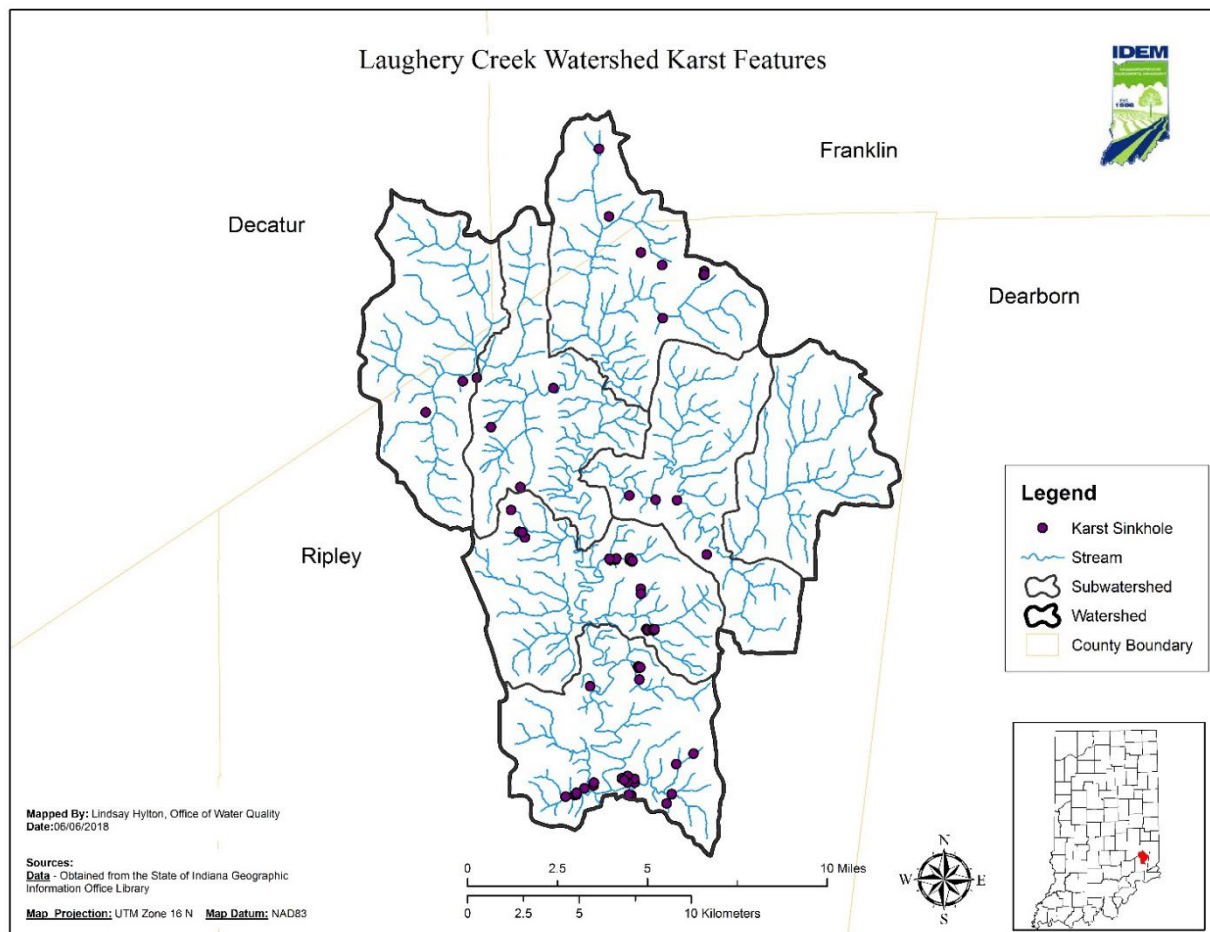 Laughery Creek Watershed Karst Features
IDEM
Franklin
Decatur
Dearborn
Ripley
Legend
Karst Sinkhole
Stream
Subwatershed
Watershed
County Boundary
Mapped By: Lindsay Hylton, Office of Water Quality
Date:06/06/2018
Sources:
Data - Obtained from the State of Indiana Geographic
Information Office Library
Map Projection: UTM Zone 16 N Map Datum: NAD83
0 2.5 5 10 Miles
0 2.5 5 10 Kilometers
N
W E
S